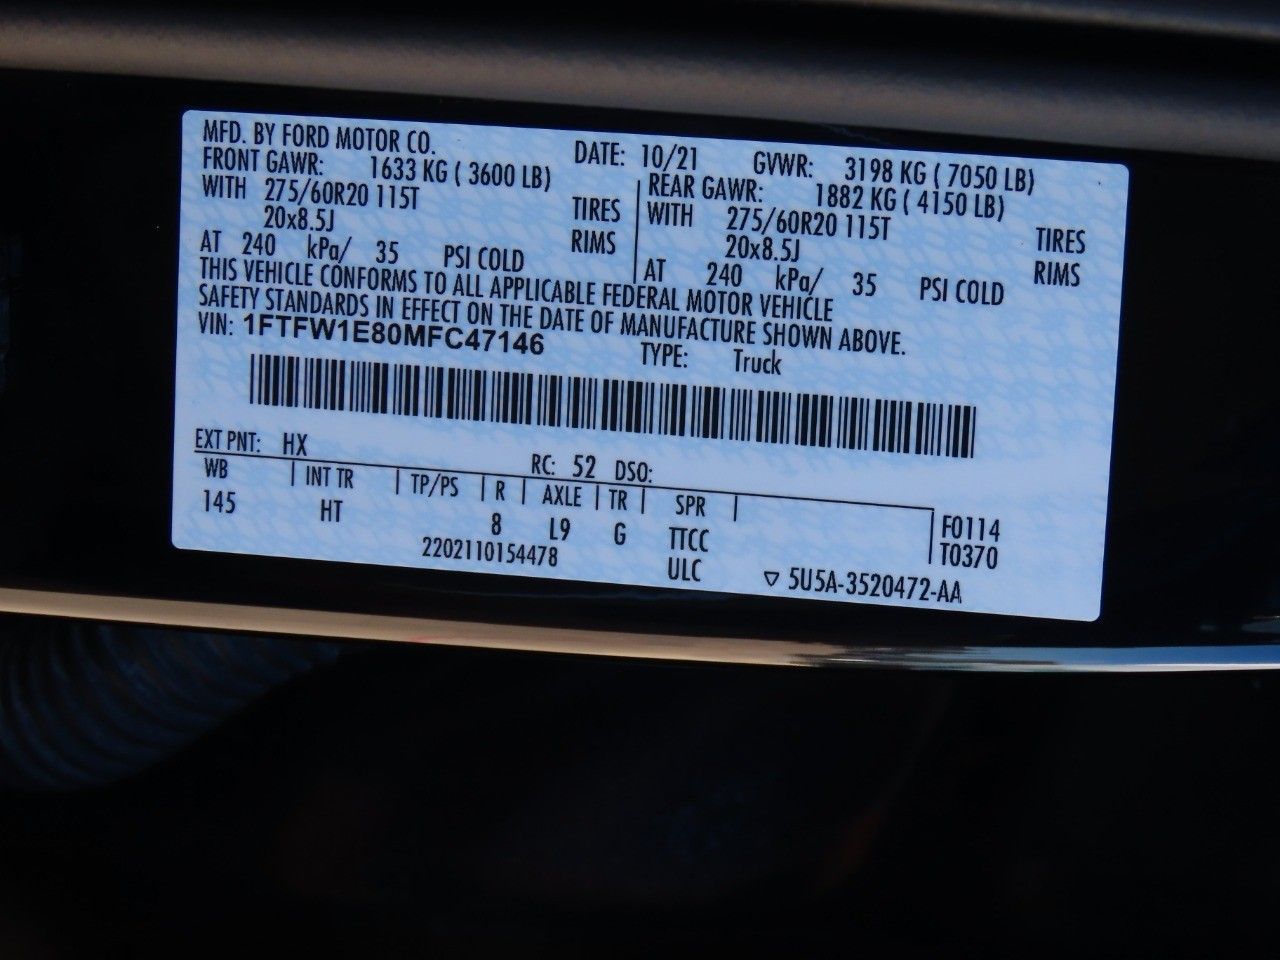 MFD. BY FORD MOTOR CO. DATE: 10/21 GVWR: 3198 KG ( 7050 LB)
FRONT GAWR: 1633 KG ( 3600 LB) REAR GAWR: 1882 KG ( 4150 LB)
WITH 275/60R20 115T TIRES WITH 275/60R20 115T TIRES
20x8.5J RIMS 20x8.5J RIMS
AT 240 kPa/ 35 PSI COLD AT 240 kPa/ 35 PSI COLD
THIS VEHICLE CONFORMS TO ALL APPLICABLE FEDERAL MOTOR VEHICLE
SAFETY STANDARDS IN EFFECT ON THE DATE OF MANUFACTURE SHOWN ABOVE.
VIN: 1FTFW1E80MFC47146 TYPE: Truck
EXT PNT: HX RC: 52 DSO:
WB INT TR TP/PS R AXLE TR SPR
145 HT 8 L9 G TTCC F0114
2202110154478 ULC T0370
5U5A-3520472-AA